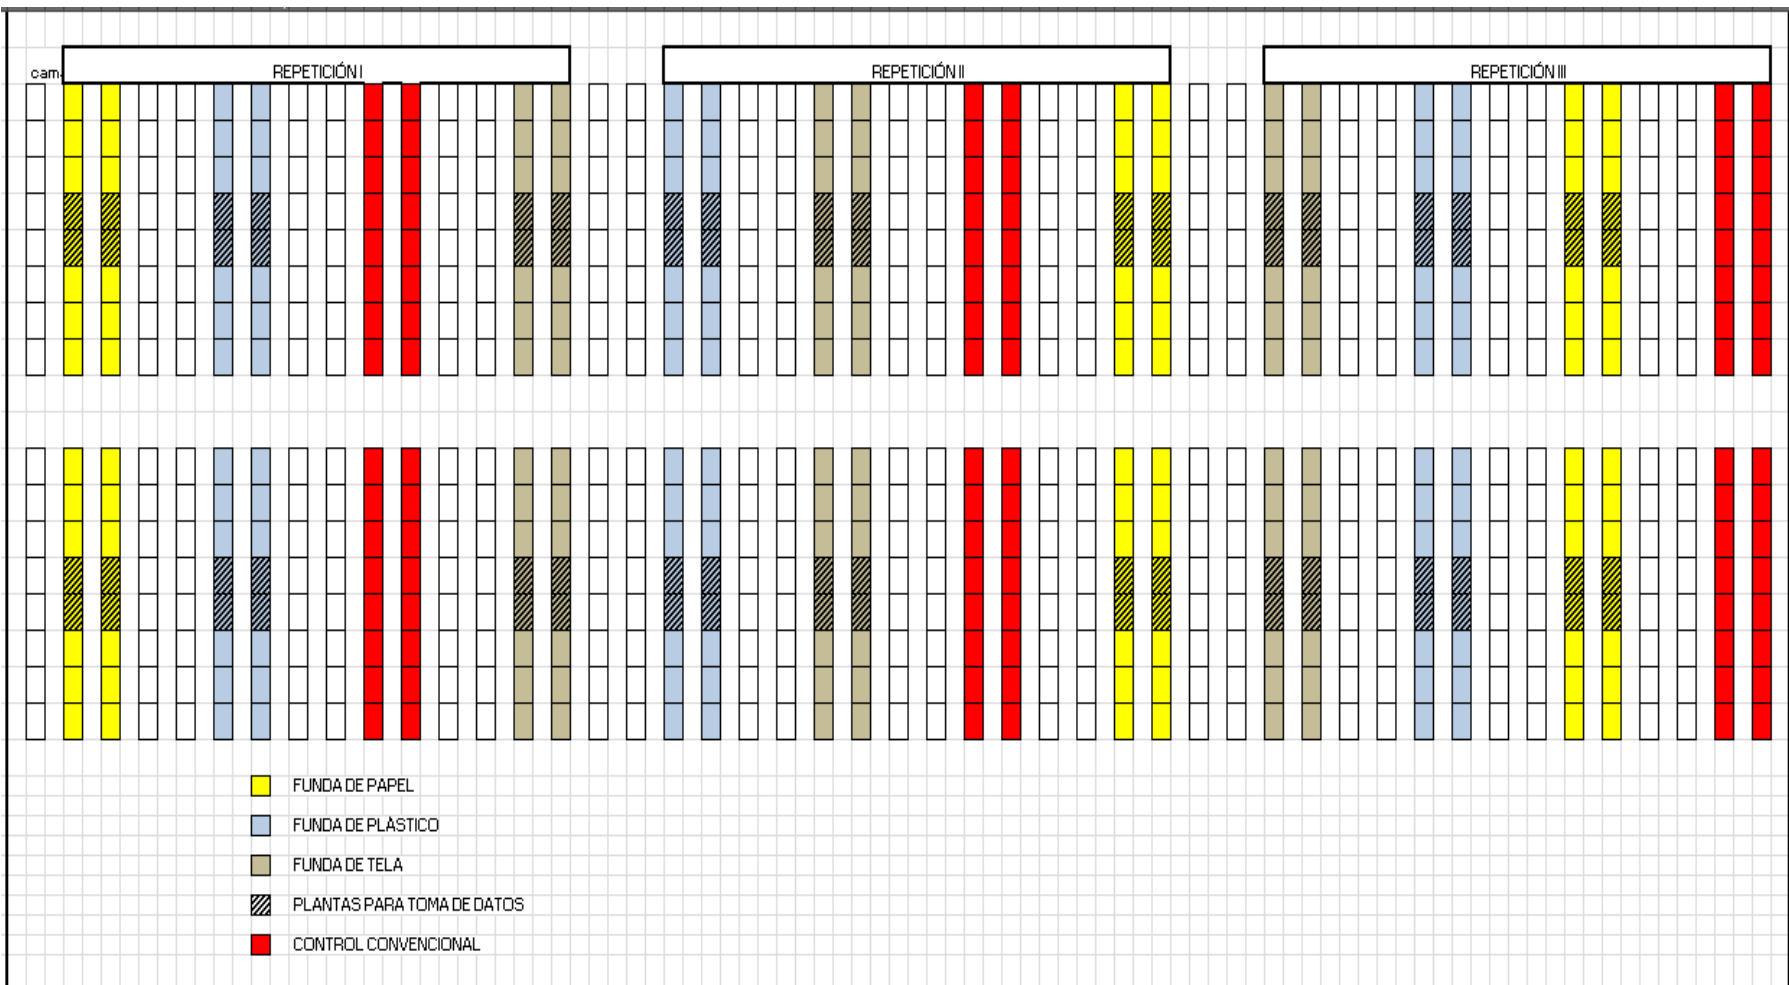 REPETICIÓN I
REPETICIÓN II
REPETICIÓN III
cam
FUNDA DE PAPEL
FUNDA DE PLÀSTICO
FUNDA DE TELA
PLANTAS PARA TOMA DE DATOS
CONTROL CONVENCIONAL